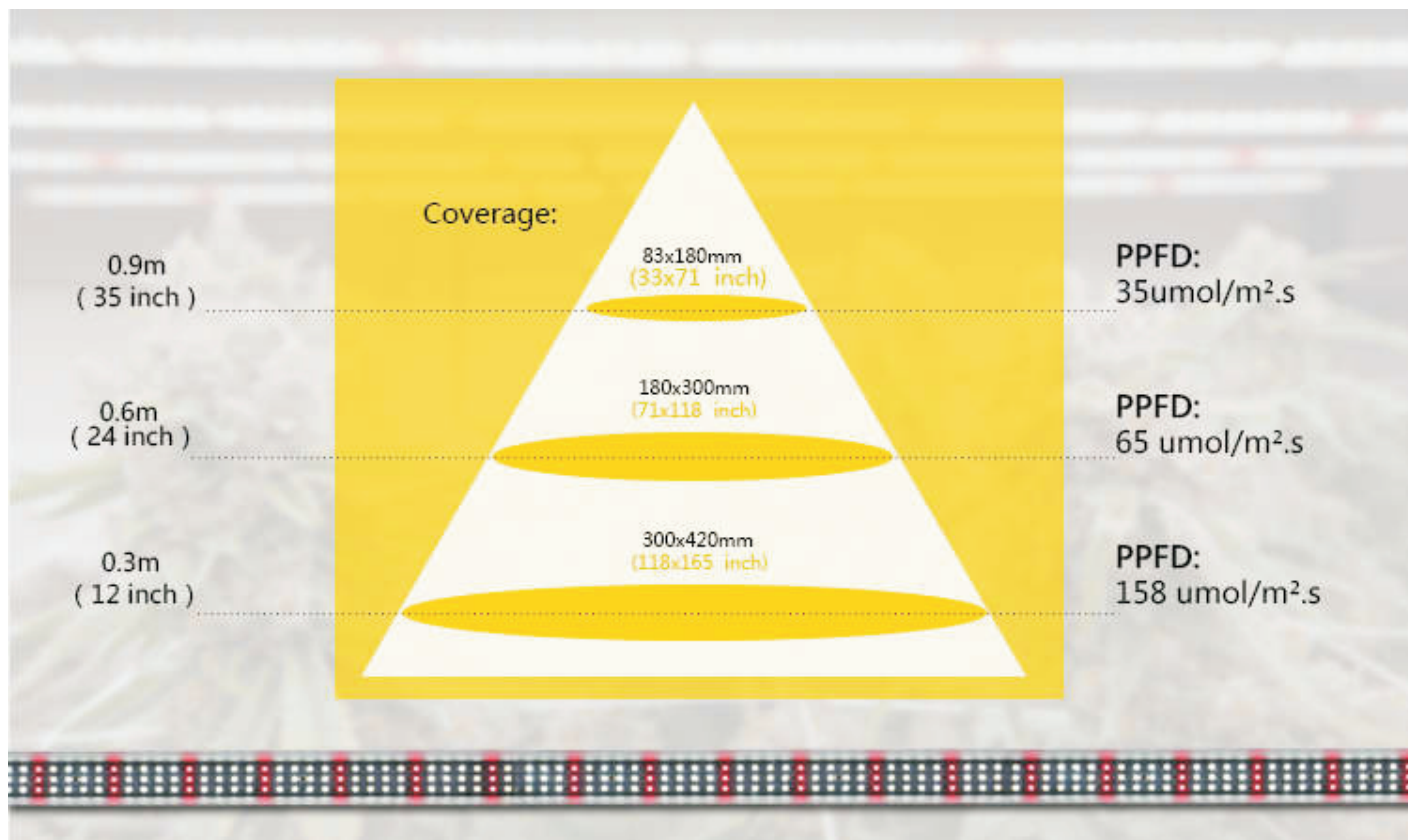 Coverage:
0.9m
( 35 inch )
83x180mm
(33x71 inch)
PPFD:
35umol/m².s
0.6m
( 24 inch )
180x300mm
(71x118 inch)
PPFD:
65 umol/m².s
0.3m
( 12 inch )
300x420mm
(118x165 inch)
PPFD:
158 umol/m².s